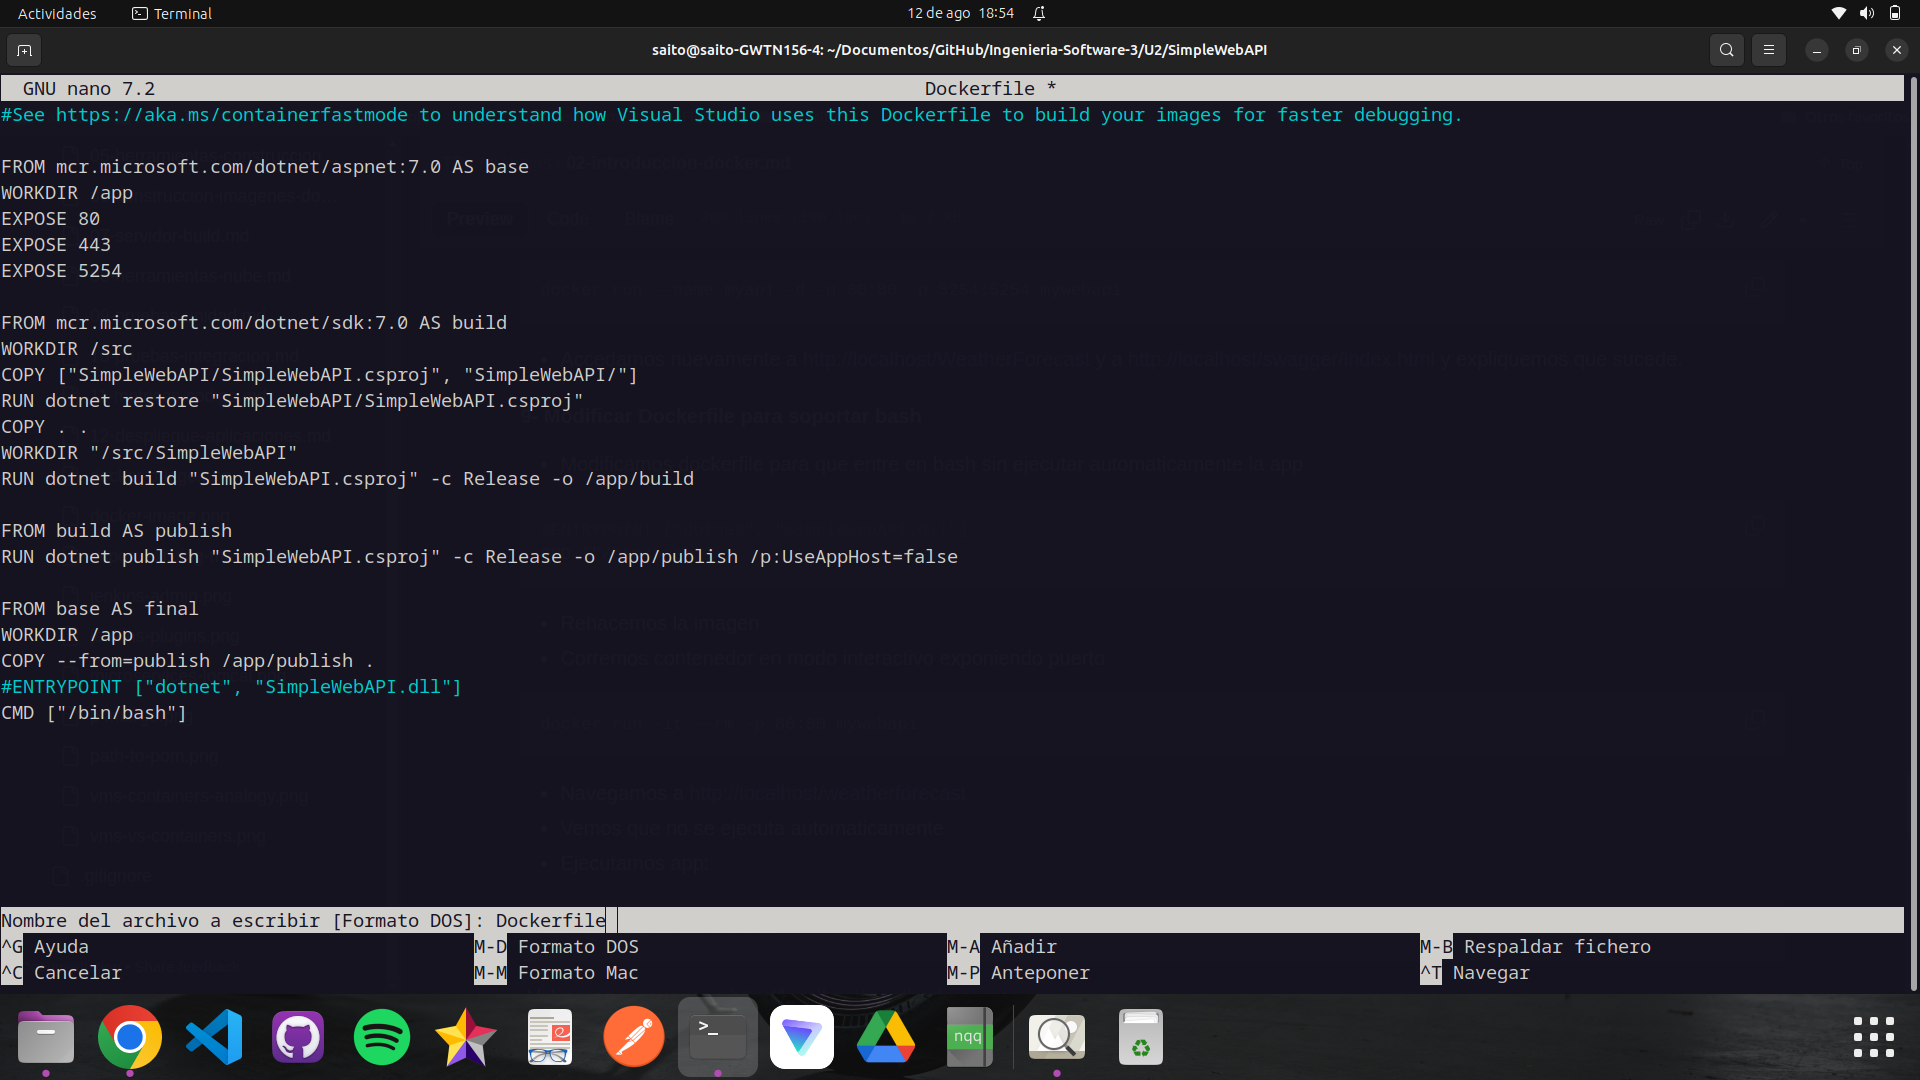 Actividades
Terminal
12 de ago 18:54
saito@saito-GWTN156-4: ~/Documentos/GitHub/Ingenieria-Software-3/U2/SimpleWebAPI
GNU nano 7.2 Dockerfile *
#See https://aka.ms/containerfastmode to understand how Visual Studio uses this Dockerfile to build your images for faster debugging.
FROM mcr.microsoft.com/dotnet/aspnet:7.0 AS base
WORKDIR /app
EXPOSE 80
EXPOSE 443
EXPOSE 5254
FROM mcr.microsoft.com/dotnet/sdk:7.0 AS build
WORKDIR /src
COPY ["SimpleWebAPI/SimpleWebAPI.csproj", "SimpleWebAPI/"]
RUN dotnet restore "SimpleWebAPI/SimpleWebAPI.csproj"
COPY . .
WORKDIR "/src/SimpleWebAPI"
RUN dotnet build "SimpleWebAPI.csproj" -c Release -o /app/build
FROM build AS publish
RUN dotnet publish "SimpleWebAPI.csproj" -c Release -o /app/publish /p:UseAppHost=false
FROM base AS final
WORKDIR /app
COPY --from=publish /app/publish .
#ENTRYPOINT ["dotnet", "SimpleWebAPI.dll"]
CMD ["/bin/bash"]
Nombre del archivo a escribir [Formato DOS]: Dockerfile
^G Ayuda M-D Formato DOS M-A Añadir M-B Respaldar fichero
^C Cancelar M-M Formato Mac M-P Anteponer ^T Navegar
nqq